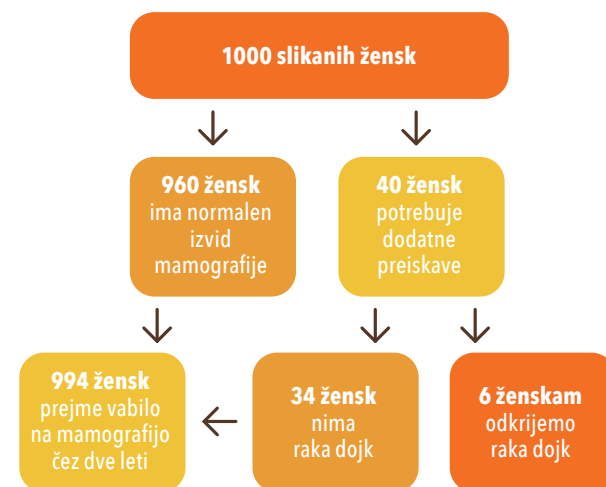 1000 slikanih žensk
960 žensk
ima normalen
izvid
mamografije
40 žensk
potrebuje
dodatne
preiskave
994 žensk
prejme vabilo
na mamografijo
čez dve leti
34 žensk
nima
raka dojk
6 ženskam
odkrijemo
raka dojk